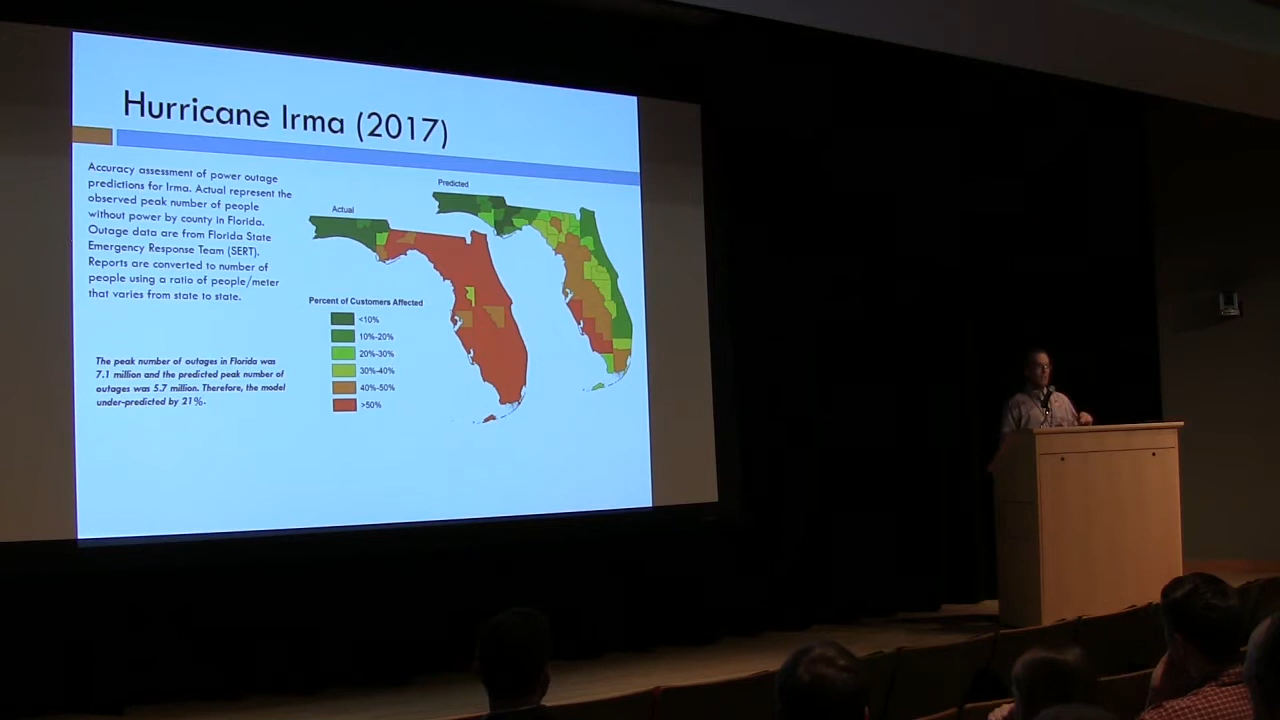 Hurricane Irma (2017)
Accuracy assessment of power outage
predictions for Irma. Actual represent the
observed peak number of people
without power by county in Florida.
Outage data are from Florida State
Emergency Response Team (SERT).
Reports are converted to number of
people using a ratio of people/meter
that varies from state to state.
The peak number of outages in Florida was
7.1 million and the predicted peak number of
outages was 5.7 million. Therefore, the model
under-predicted by 21%.
Actual
Predicted
Percent of Customers Affected
<10%
10%-20%
20%-30%
30%-40%
40%-50%
>50%